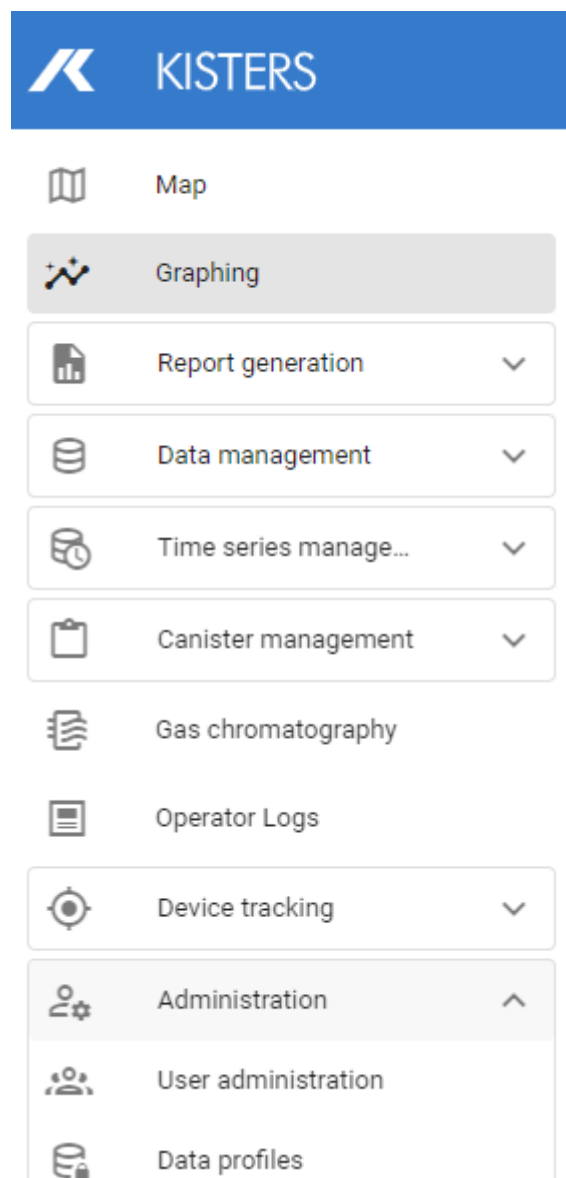 KISTERS
Map
Graphing
Report generation
Data management
Time series manage...
Canister management
Gas chromatography
Operator Logs
Device tracking
Administration
User administration
Data profiles